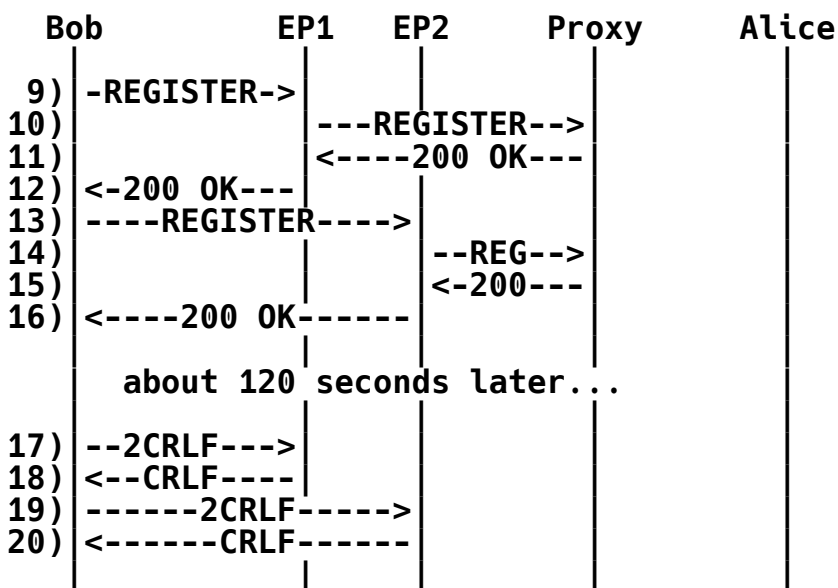 Bob EP1 EP2 Proxy Alice
9) -REGISTER->
10) ---REGISTER-->
11) <----200 OK---
12) <-200 OK---
13) ----REGISTER---->
14) --REG-->
15) <-200---
16) <----200 OK------
about 120 seconds later...
17) --2CRLF--->
18) <--CRLF----
19) ------2CRLF----->
20) <------CRLF------